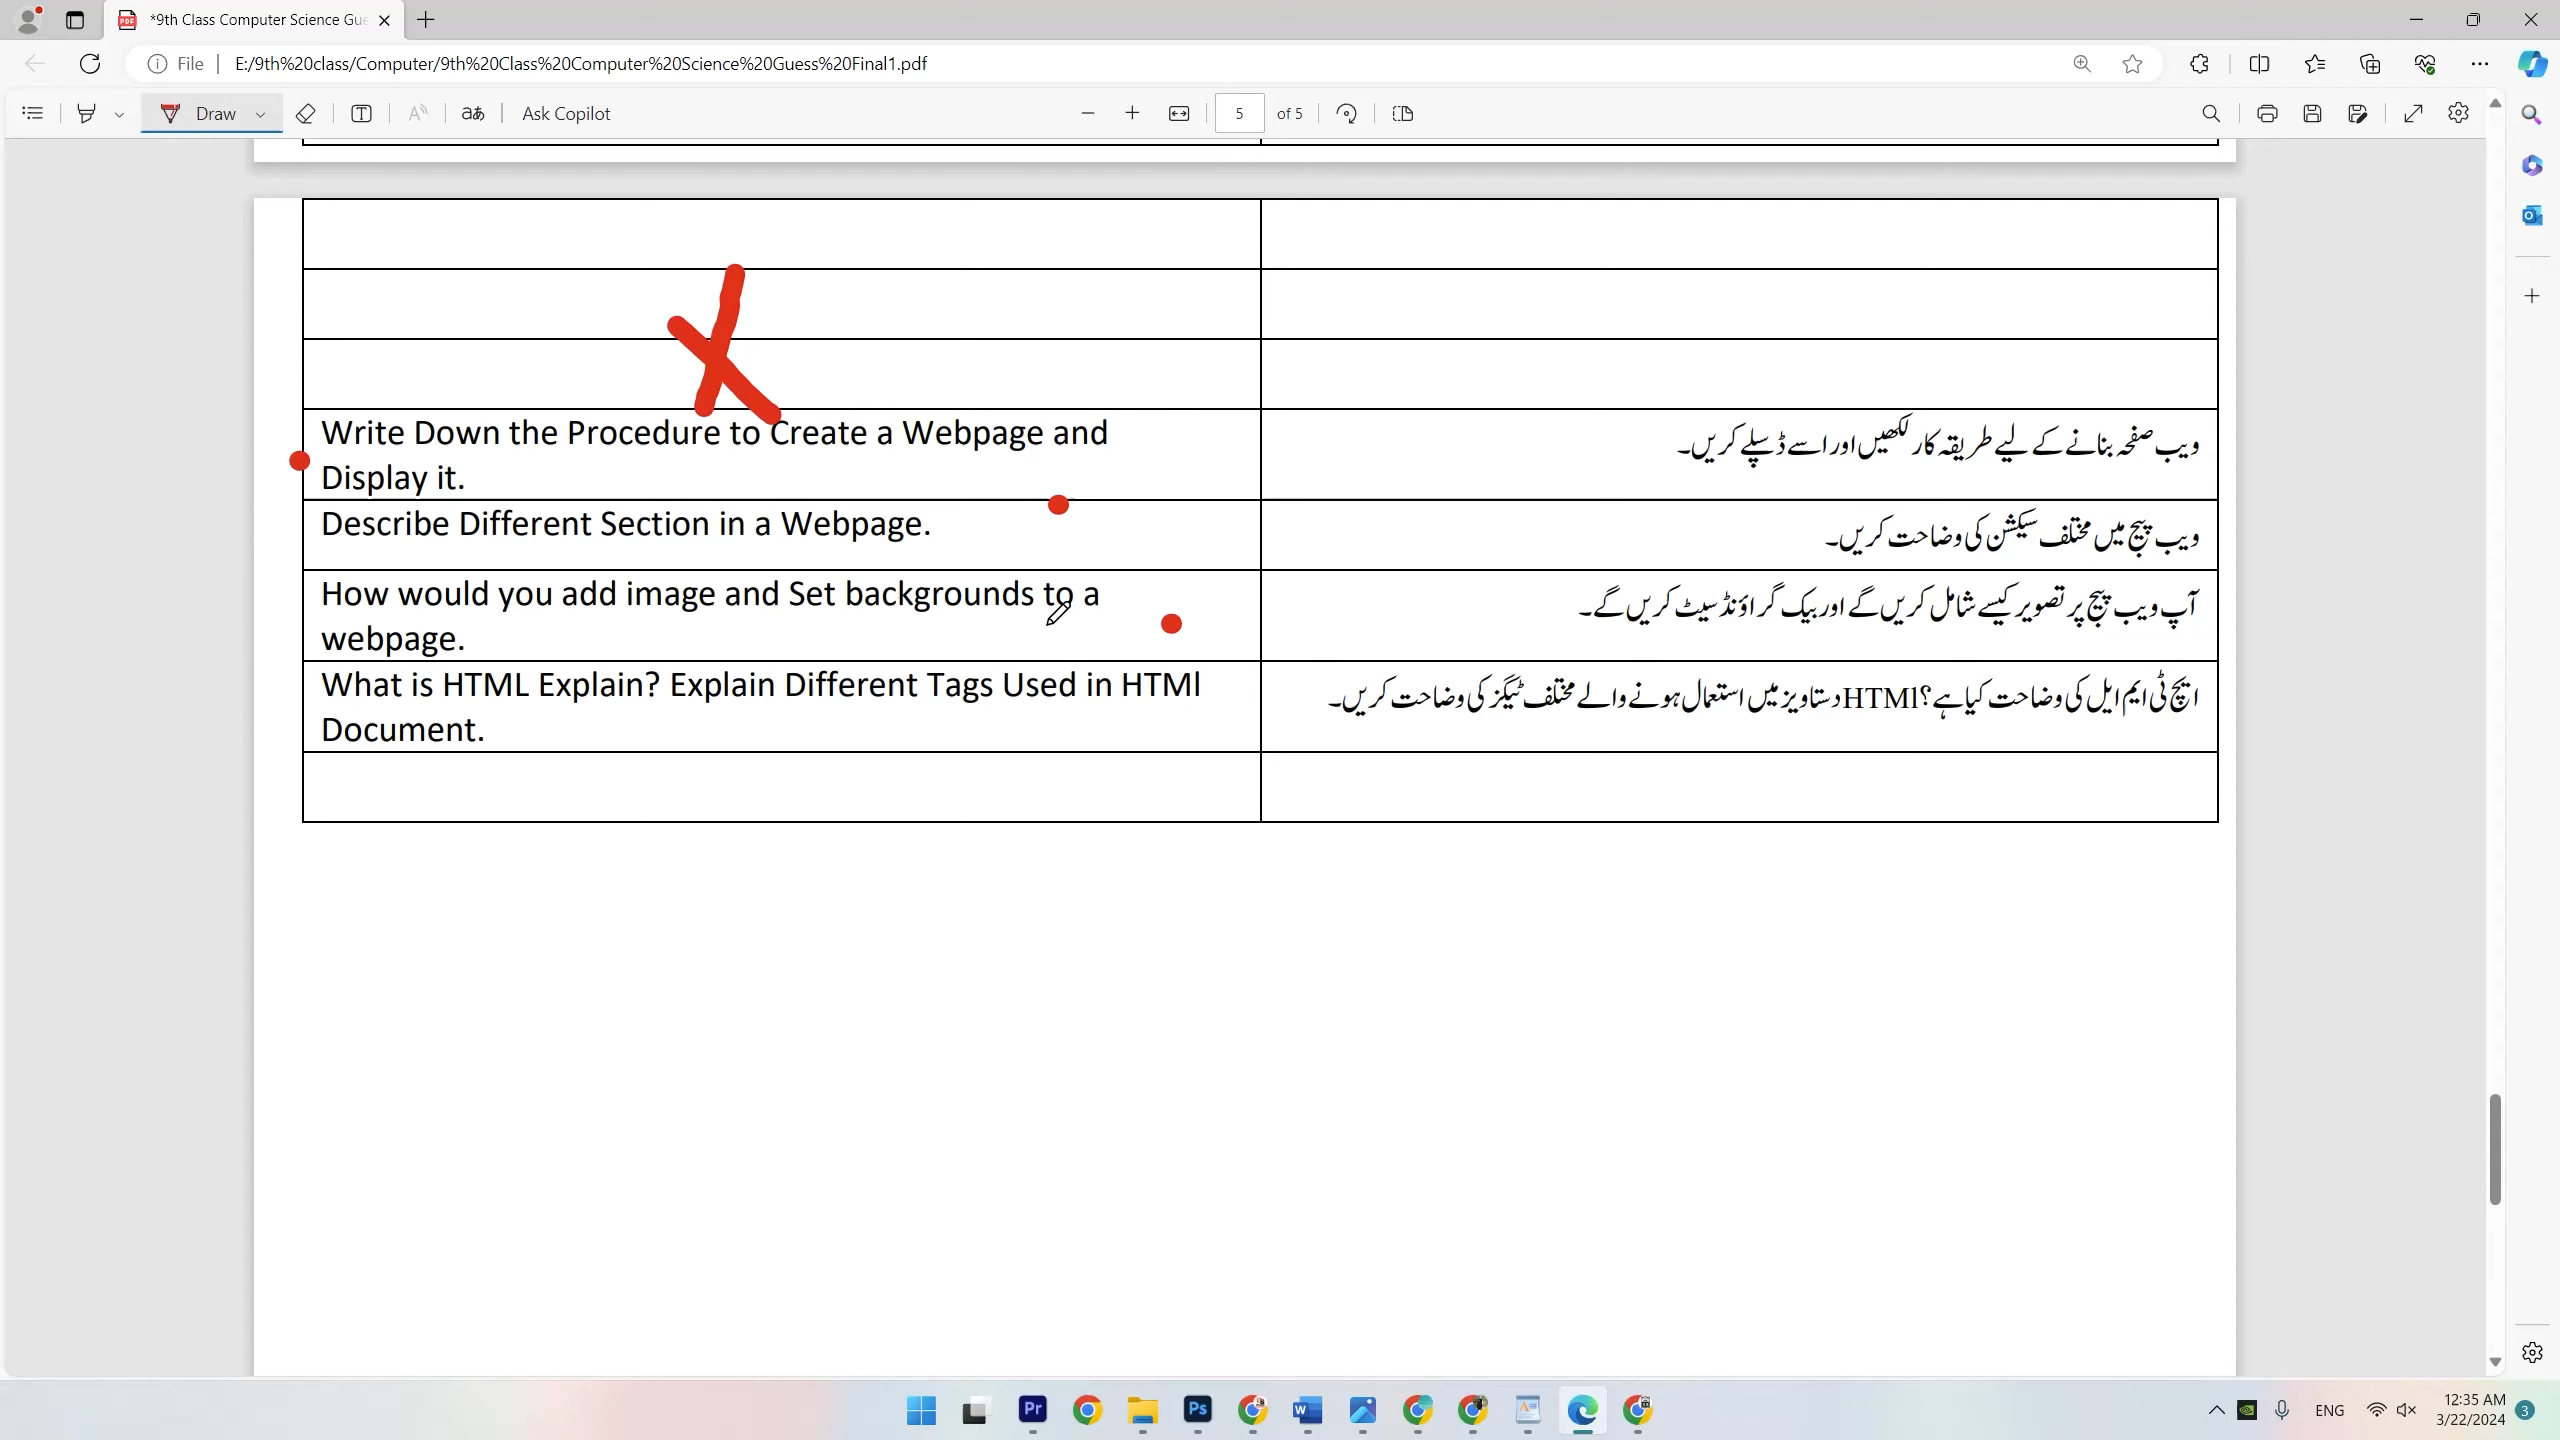 *9th Class Computer Science Gue
File
E:/9th%20class/Computer/9th%20Class%20Computer%20Science%20Guess%20Final1.pdf
Draw
Ask Copilot
5
of 5
Write Down the Procedure to Create a Webpage and
Display it.
ویب صفحہ بنانے کے لیے طریقہ کار لکھیں اور اسے ڈسپلے کریں۔
Describe Different Section in a Webpage.
ویب پیج میں مختلف سیکشن کی وضاحت کریں۔
How would you add image and Set backgrounds to a
webpage.
آپ ویب پیج پر تصویر کیسے شامل کریں گے اور بیک گراؤنڈ سیٹ کریں گے۔
What is HTML Explain? Explain Different Tags Used in HTMl
Document.
ایچ ٹی ایم ایل کی وضاحت کیا ہے؟ HTMl دستاویز میں استعمال ہونے والے مختلف ٹیگز کی وضاحت کریں۔
ENG
12:35 AM
3/22/2024
3